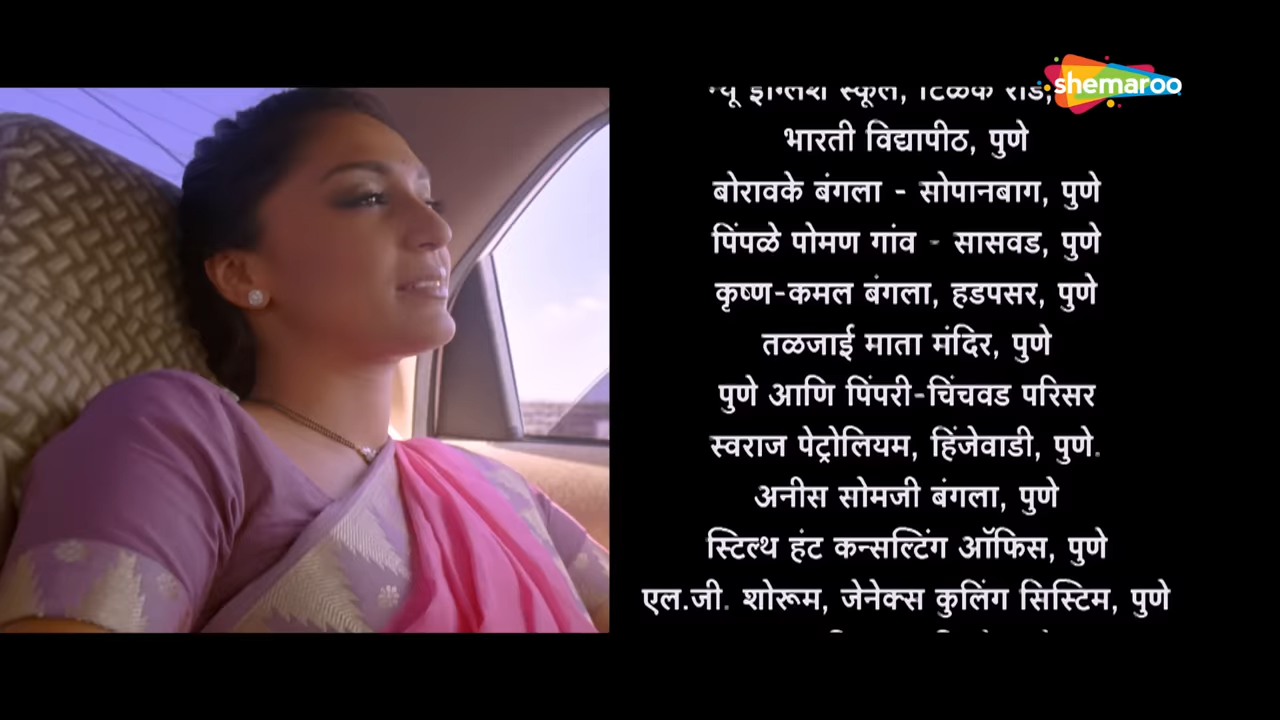 shemaroo
न्यू इंग्लिश स्कूल, टिळक रोड,
भारती विद्यापीठ, पुणे
बोरावके बंगला - सोपानबाग, पुणे
पिंपळे पोमण गांव - सासवड, पुणे
कृष्ण-कमल बंगला, हडपसर, पुणे
तळजाई माता मंदिर, पुणे
पुणे आणि पिंपरी-चिंचवड परिसर
स्वराज पेट्रोलियम, हिंजेवाडी, पुणे.
अनीस सोमजी बंगला, पुणे
स्टिल्थ हंट कन्सल्टिंग ऑफिस, पुणे
एल.जी. शोरूम, जेनेक्स कुलिंग सिस्टिम, पुणे